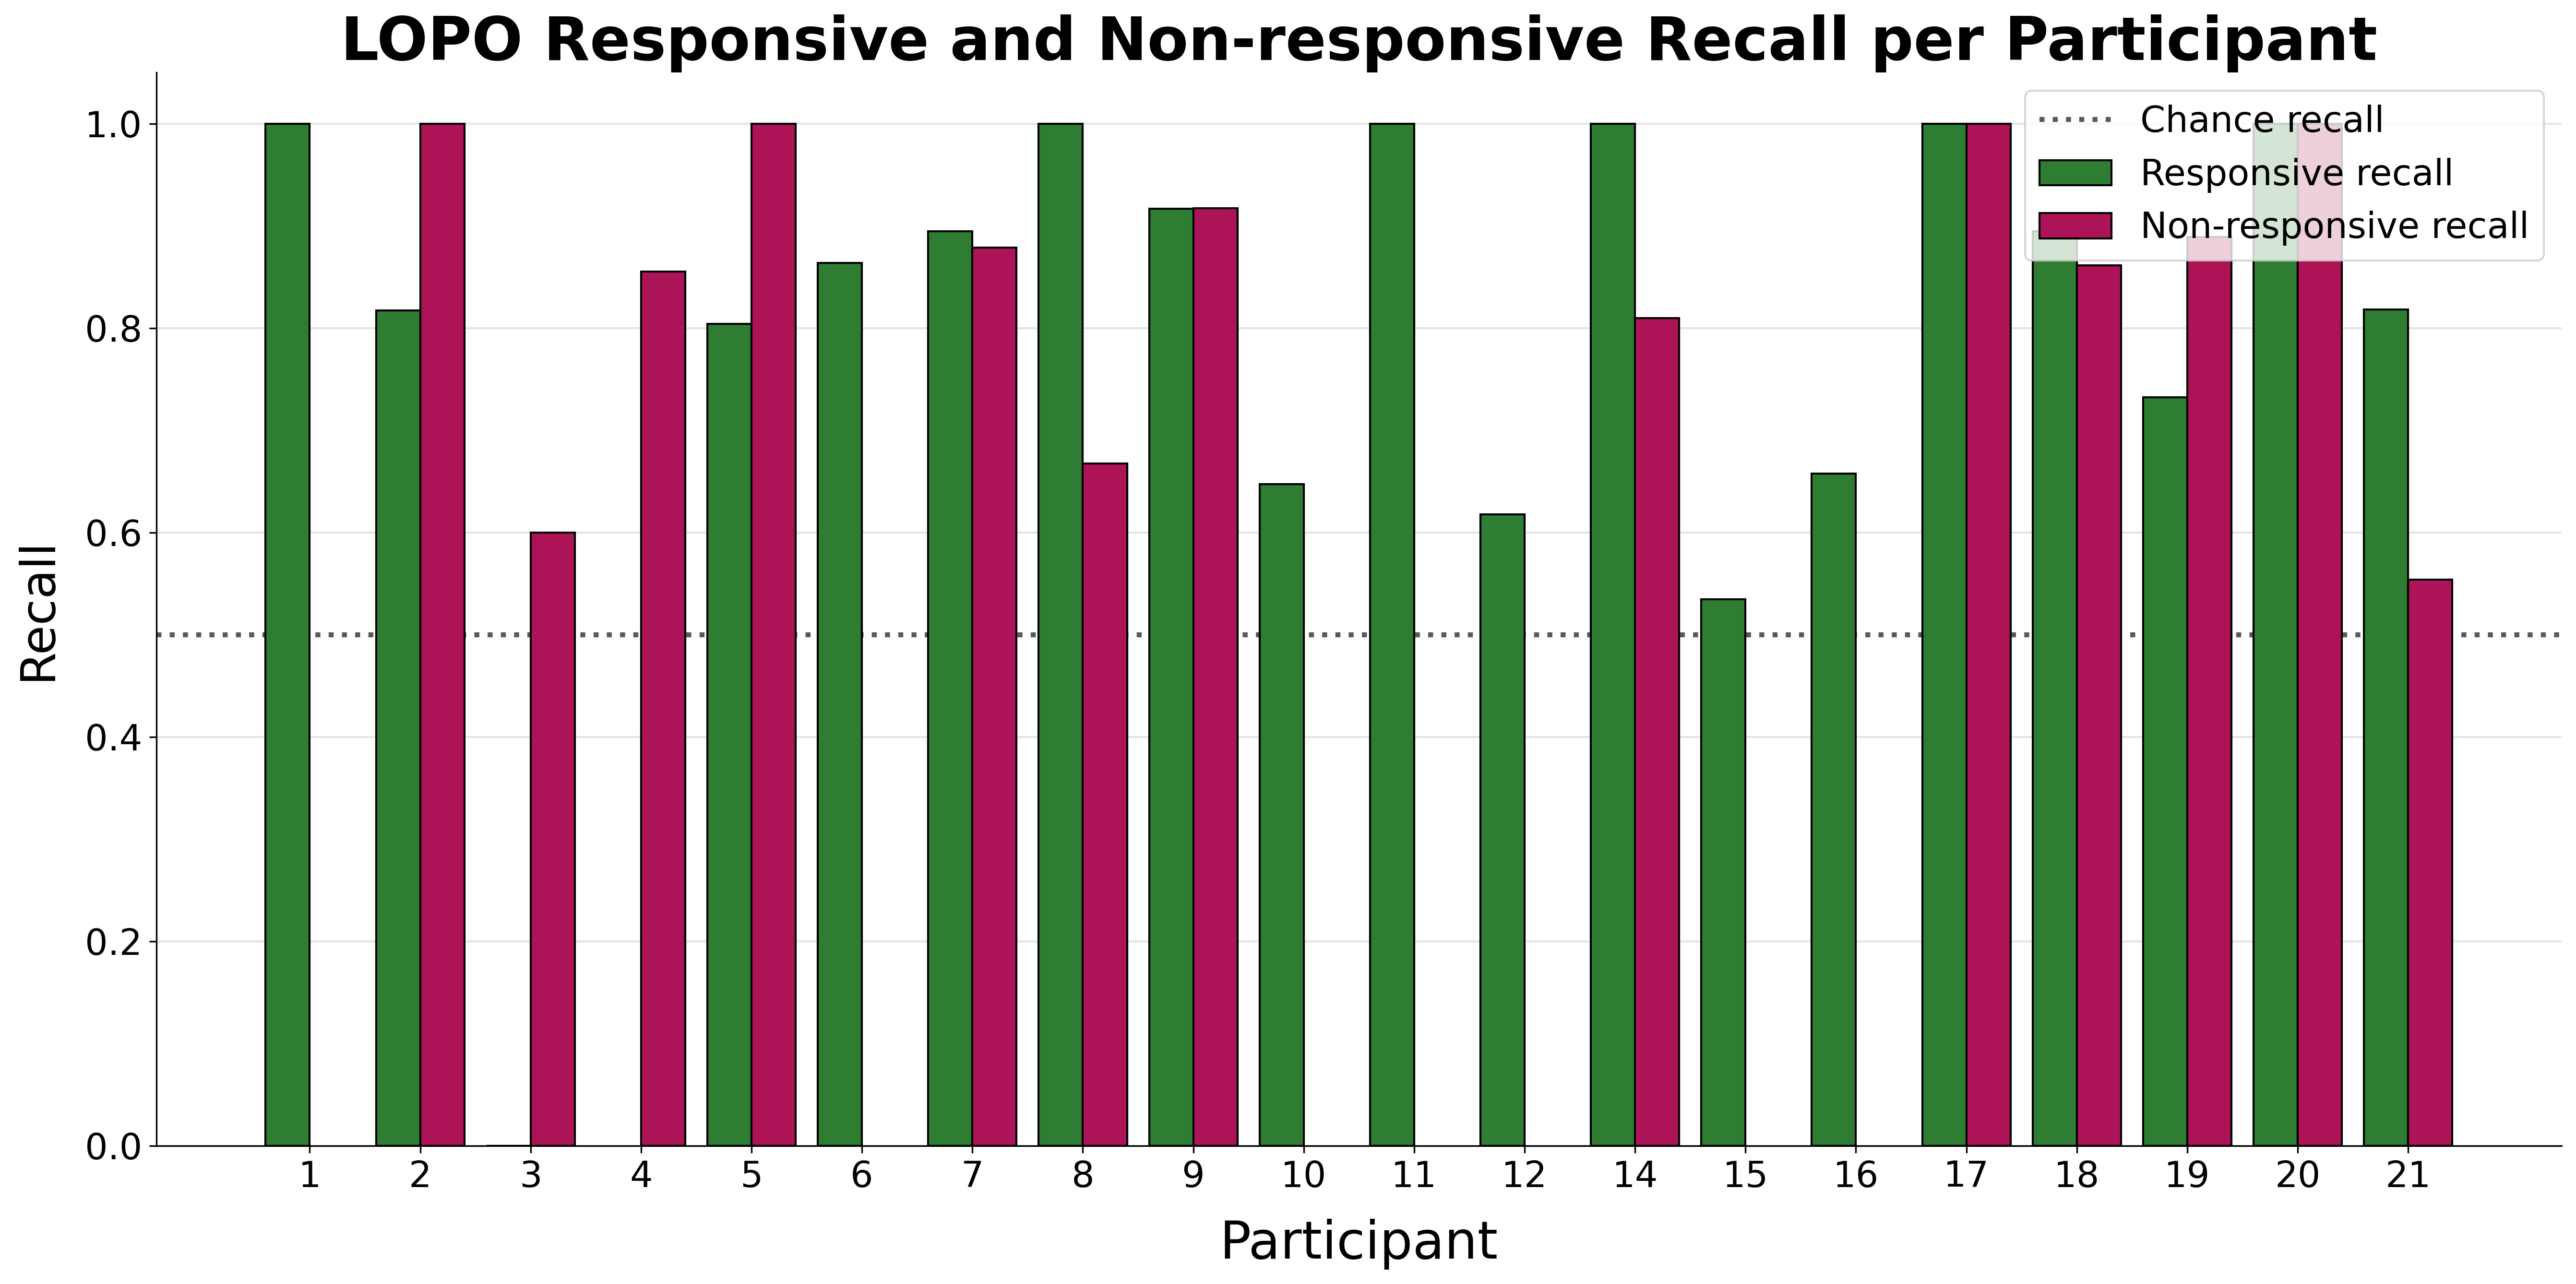 LOPO Responsive and Non-responsive Recall per Participant
Chance recall
Responsive recall
Non-responsive recall
1.0
0.8
0.6
0.4
0.2
0.0
Recall
1 2 3 4 5 6 7 8 9 10 11 12 14 15 16 17 18 19 20 21
Participant